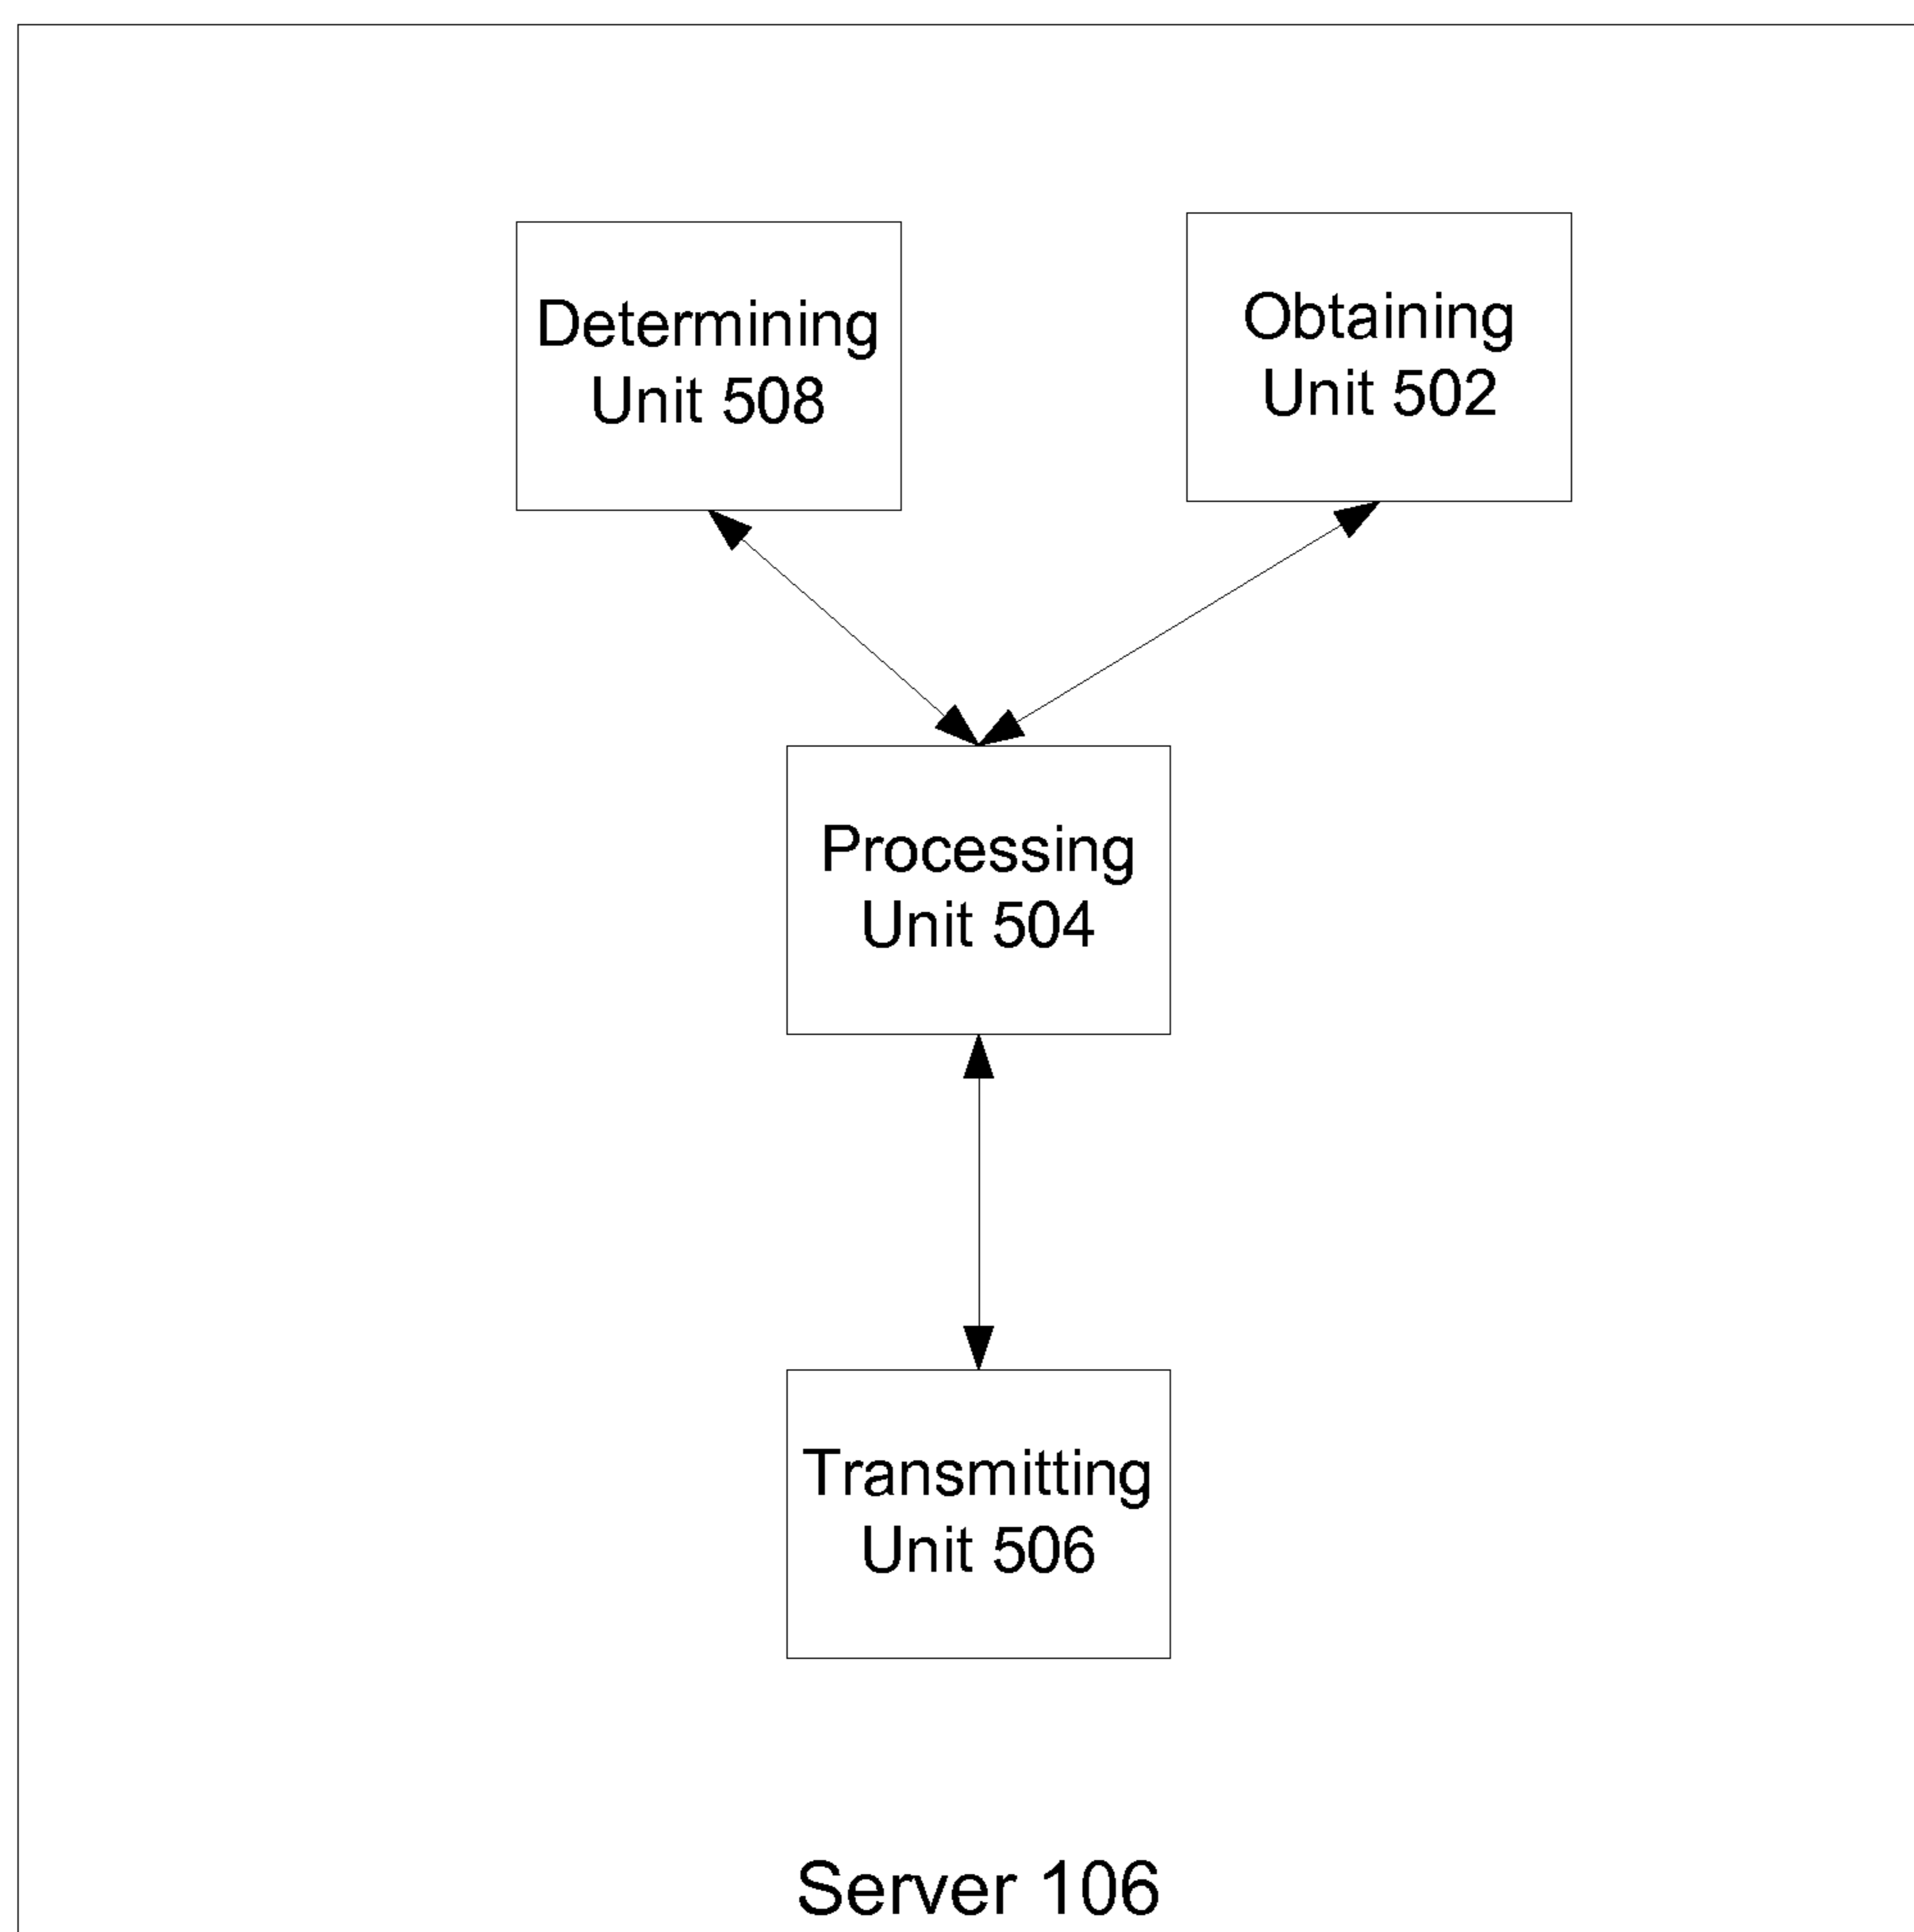 Determining
Unit 508
Obtaining
Unit 502
Processing
Unit 504
Transmitting
Unit 506
Server 106